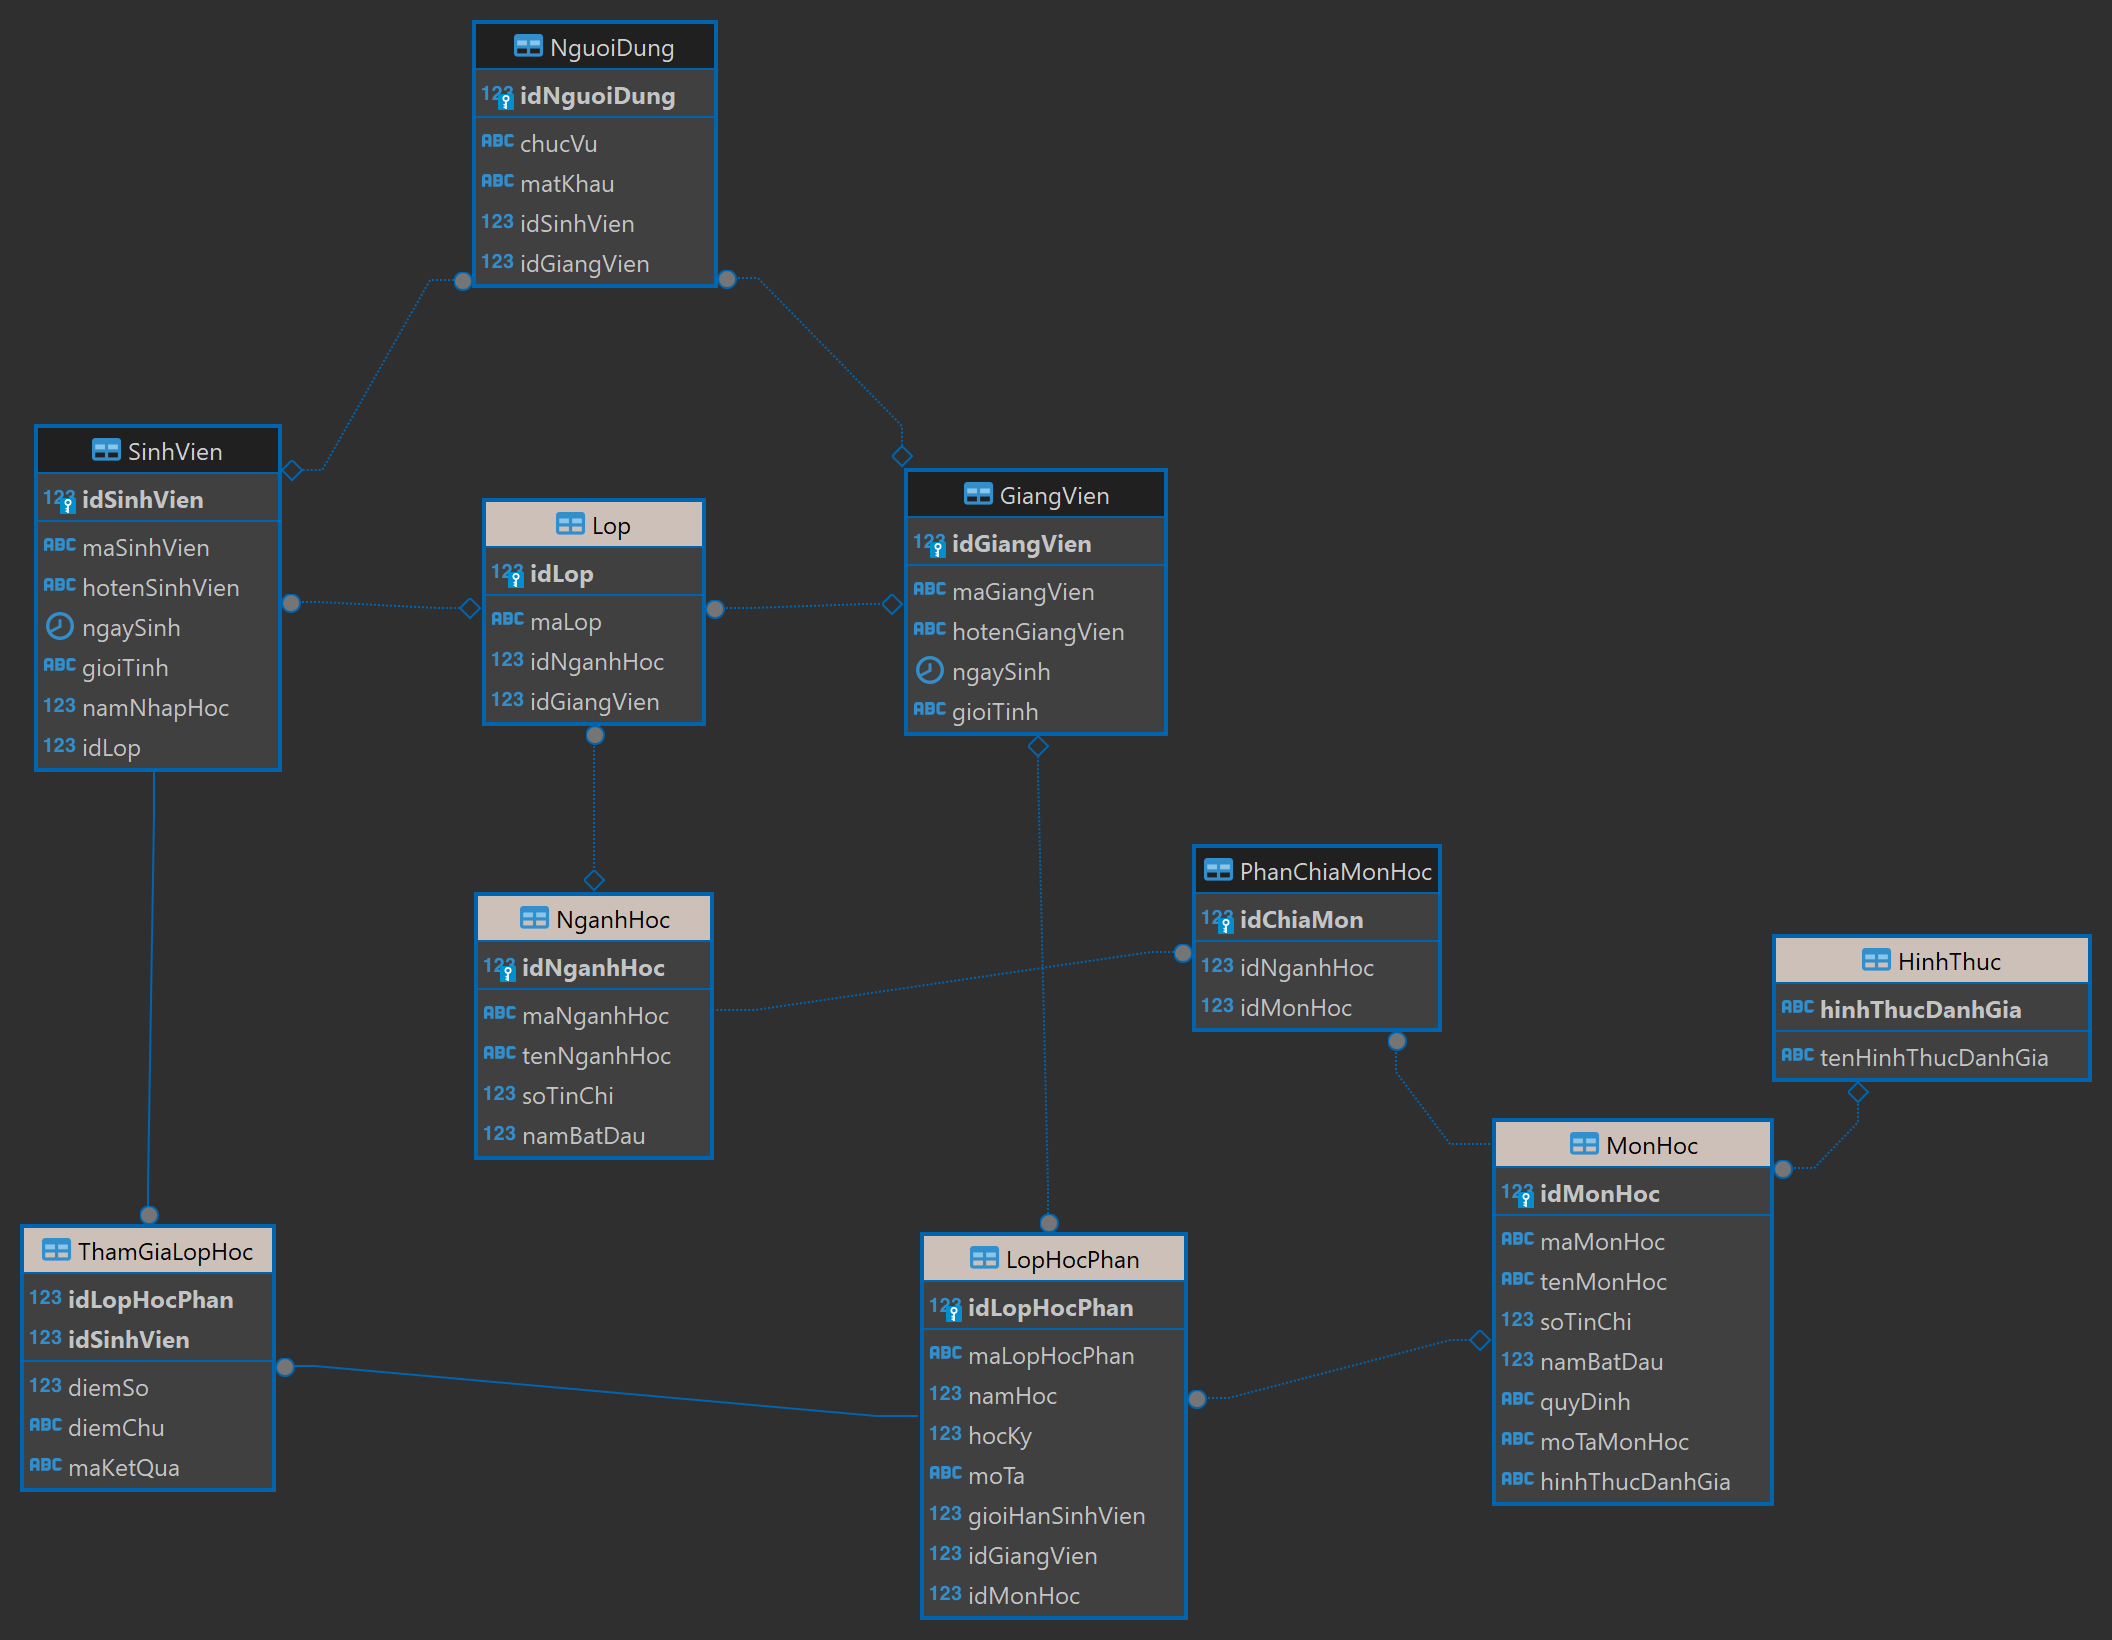 NguoiDung
123 idNguoiDung
ABC chucVu
ABC matKhau
123 idSinhVien
123 idGiangVien
SinhVien
123 idSinhVien
ABC maSinhVien
ABC hotenSinhVien
ngaySinh
ABC gioiTinh
123 namNhapHoc
123 idLop
Lop
123 idLop
ABC maLop
123 idNganhHoc
123 idGiangVien
GiangVien
123 idGiangVien
ABC maGiangVien
ABC hotenGiangVien
ngaySinh
ABC gioiTinh
NganhHoc
123 idNganhHoc
ABC maNganhHoc
ABC tenNganhHoc
123 soTinChi
123 namBatDau
PhanChiaMonHoc
123 idChiaMon
123 idNganhHoc
123 idMonHoc
HinhThuc
ABC hinhThucDanhGia
ABC tenHinhThucDanhGia
MonHoc
123 idMonHoc
ABC maMonHoc
ABC tenMonHoc
123 soTinChi
123 namBatDau
ABC quyDinh
ABC moTaMonHoc
ABC hinhThucDanhGia
ThamGiaLopHoc
123 idLopHocPhan
123 idSinhVien
123 diemSo
ABC diemChu
ABC maKetQua
LopHocPhan
123 idLopHocPhan
ABC maLopHocPhan
123 namHoc
123 hocKy
ABC moTa
123 gioiHanSinhVien
123 idGiangVien
123 idMonHoc